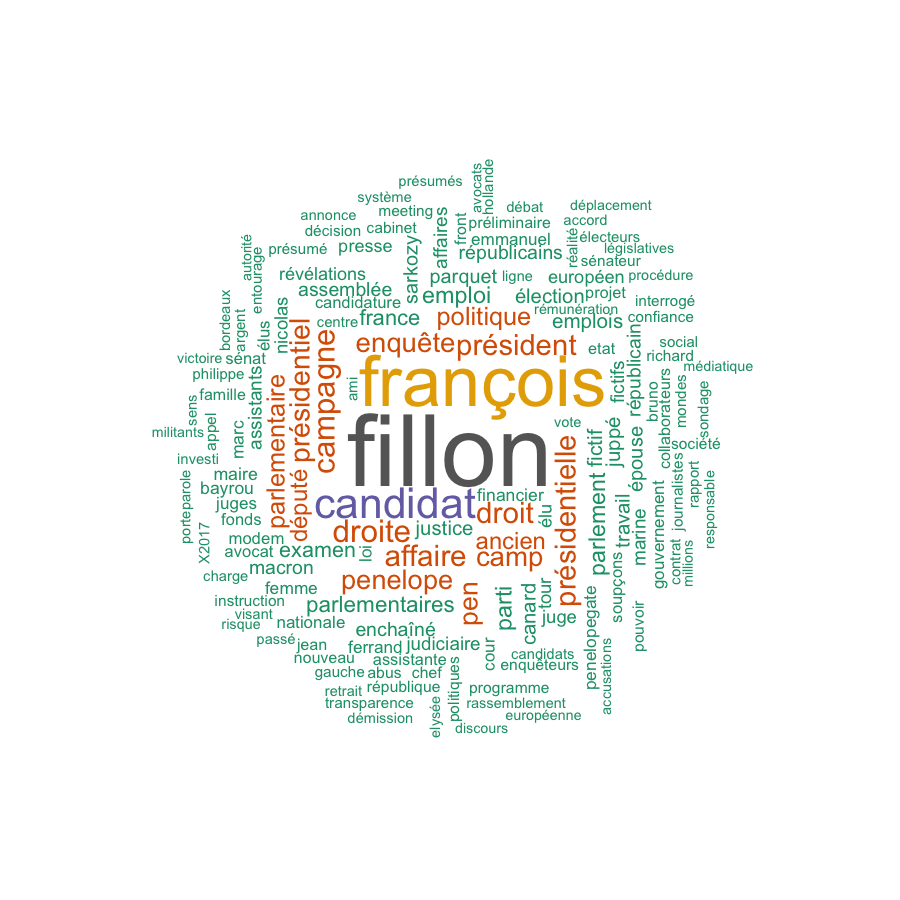 présumés
avocats
hollande
système
annonce
meeting
débat
déplacement
décision
cabinet
front
préliminaire
accord
autorité
présumé
presse
affaires
emmanuel
réalité
électeurs
entourage
révélations
sarkozy
républicains
législatives
sénateur
assemblée
parquet
ligne
européen
procédure
bordeaux
argent
nicolas
candidature
emploi
élection
projet
interrogé
élus
centre
france
politique
rémunération
emplois
confiance
présidentiel
campagne
enquête
président
etat
républicain
social
richard
victoire
sénat
philippe
assistants
ami
françois
fictifs
médiatique
famille
bruno
collaborateurs
mondes
sondage
sens
appel
marc
parlementaire
fillon
vote
juppé
épouse
militants
société
investi
député
présidentielle
fictif
parlement
journalistes
rapport
responsable
maire
bayrou
juges
candidat
financier
travail
marine
gouvernement
porteparole
fonds
X2017
modem
droite
justice
droit
élu
contrat
millions
avocat
examen
loi
affaire
ancien
camp
soupçons
macron
charge
femme
penelope
pen
parti
canard
tour
juge
penelopegate
pouvoir
instruction
visant
parlementaires
risque
nationale
enchaîné
passé
jean
ferrand
judiciaire
cour
candidats
enquêteurs
accusations
nouveau
assistante
gauche
abus
chef
politiques
retrait
république
programme
transparence
rassemblement
démission
elysée
européenne
discours